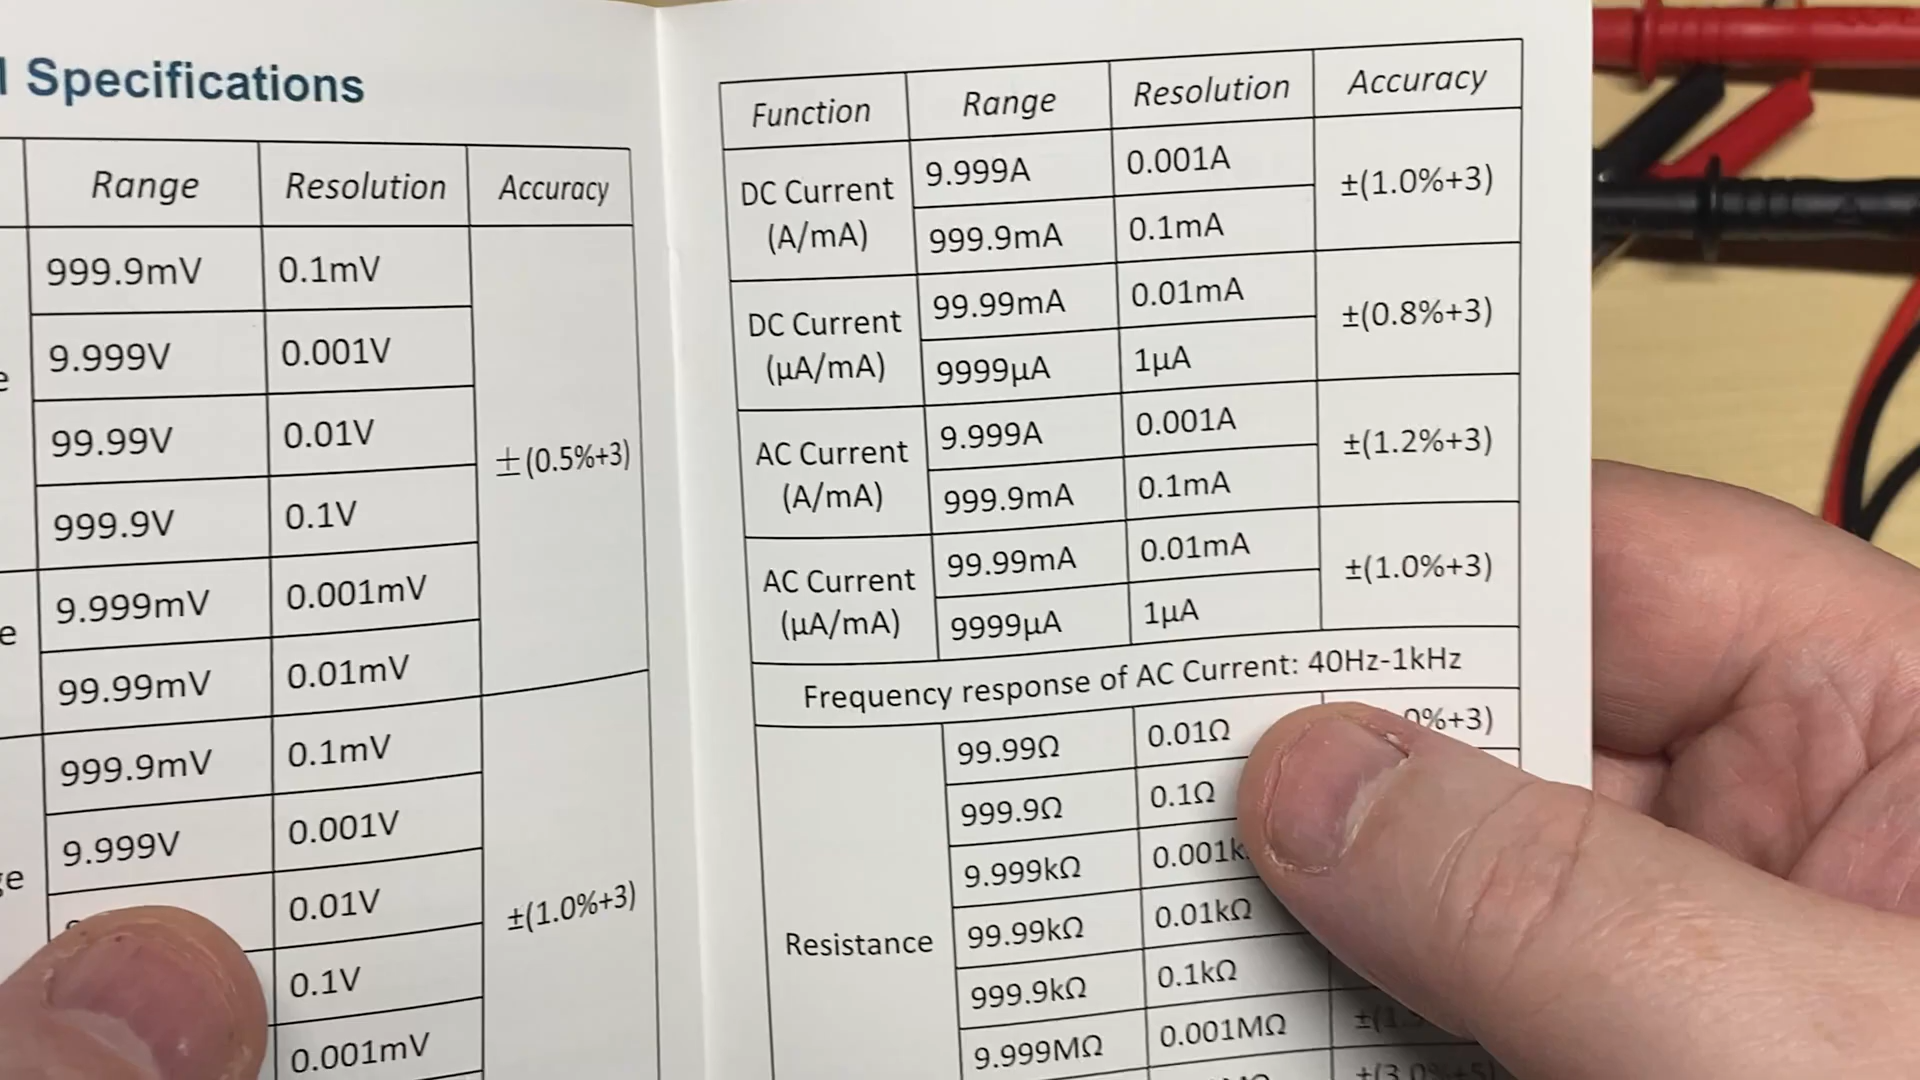 Specifications
Range Resolution Accuracy
999.9mV 0.1mV
9.999V 0.001V
99.99V 0.01V
±(0.5%+3)
999.9V 0.1V
9.999mV 0.001mV
99.99mV 0.01mV
999.9mV 0.1mV
9.999V 0.001V
0.01V
±(1.0%+3)
0.1V
0.001mV
Function Range Resolution Accuracy
DC Current
(A/mA)
9.999A 0.001A
±(1.0%+3)
999.9mA 0.1mA
DC Current
(µA/mA)
99.99mA 0.01mA
±(0.8%+3)
9999µA 1µA
AC Current
(A/mA)
9.999A 0.001A
±(1.2%+3)
999.9mA 0.1mA
AC Current
(µA/mA)
99.99mA 0.01mA
±(1.0%+3)
9999µA 1µA
Frequency response of AC Current: 40Hz-1kHz
Resistance
99.99Ω 0.01Ω 0%+3)
999.9Ω 0.1Ω
9.999kΩ 0.001k
99.99kΩ 0.01kΩ
999.9kΩ 0.1kΩ
9.999MΩ 0.001MΩ